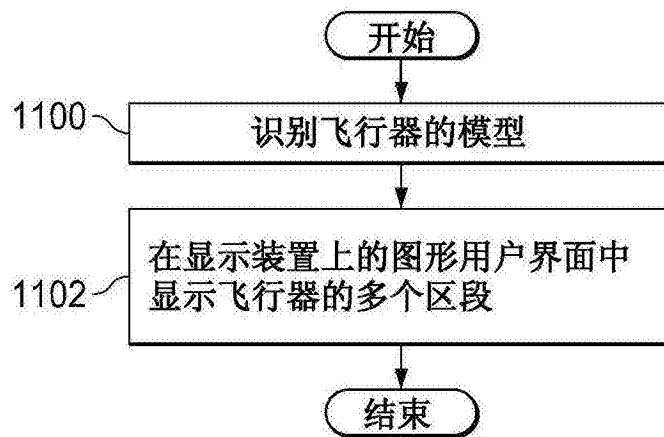 开始
1100
识别飞行器的模型
在显示装置上的图形用户界面中
1102
显示飞行器的多个区段
结束